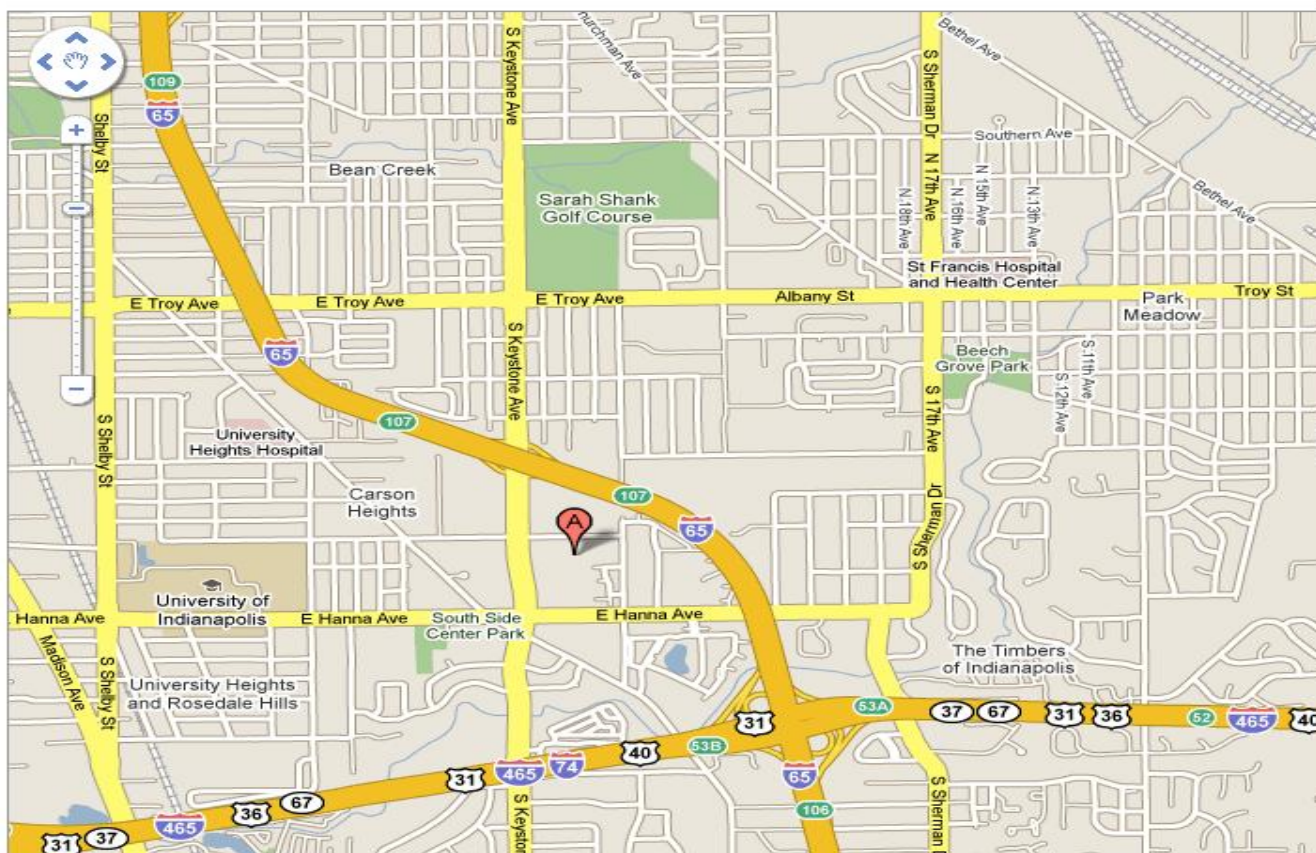 S Keystone Ave
Churchman Ave
Bethel Ave
109
65
Shelby St
S Sherman Dr
Southern Ave
N 17th Ave
N 15th Ave
Bean Creek
Sarah Shank
Golf Course
N 18th Ave
N 16th Ave
N 13th Ave
Bethel Ave
St Francis Hospital
and Health Center
E Troy Ave
E Troy Ave
E Troy Ave
Albany St
Troy St
Park
Meadow
S Keystone Ave
65
Beech
Grove Park
S 11th Ave
S 12th Ave
S 17th Ave
107
S Shelby St
University
Heights Hospital
Carson
Heights
107
65
S Sherman Dr
A
University of
Indianapolis
E Hanna Ave
E Hanna Ave
E Hanna Ave
South Side
Center Park
Madison Ave
S Shelby St
The Timbers
of Indianapolis
University Heights
and Rosedale Hills
53A
37
67
31
36
52
465
40
31
53B
40
74
465
31
65
67
36
106
465
37
31
S Keystone
S Sherman D